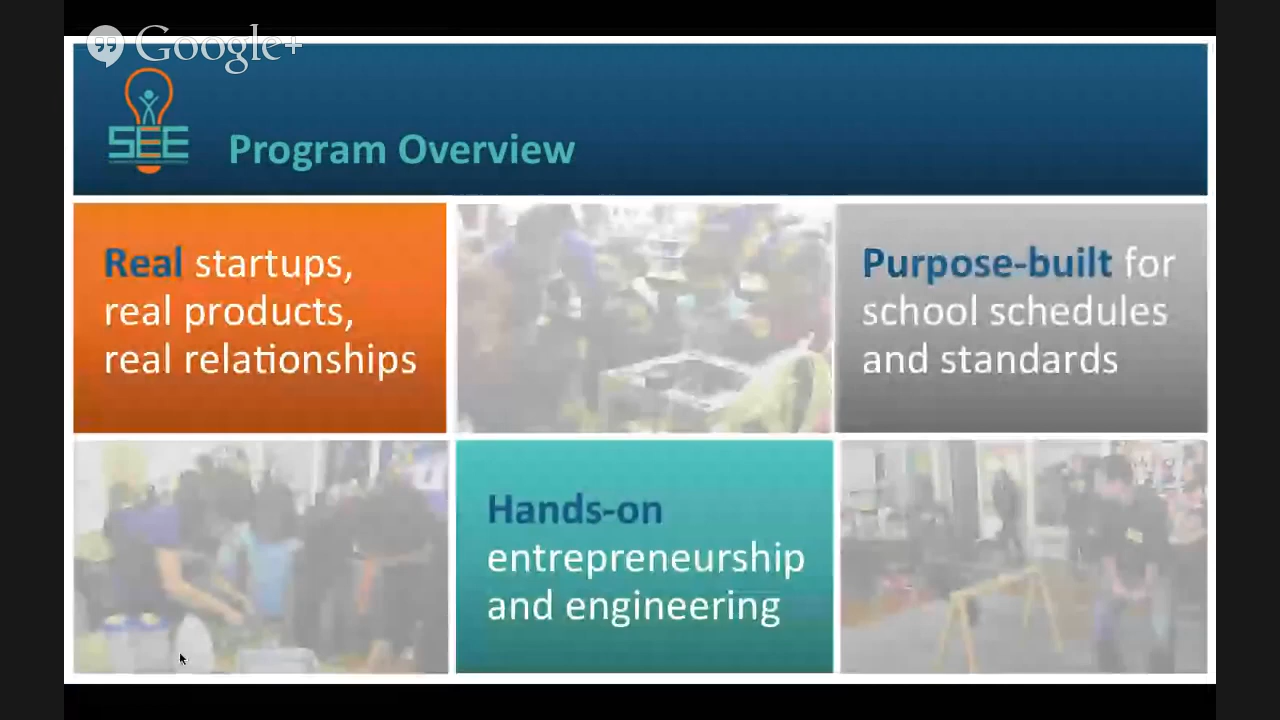 Google+
SEE
Program Overview
Real startups,
real products,
real relationships
Purpose-built for
school schedules
and standards
Hands-on
entrepreneurship
and engineering